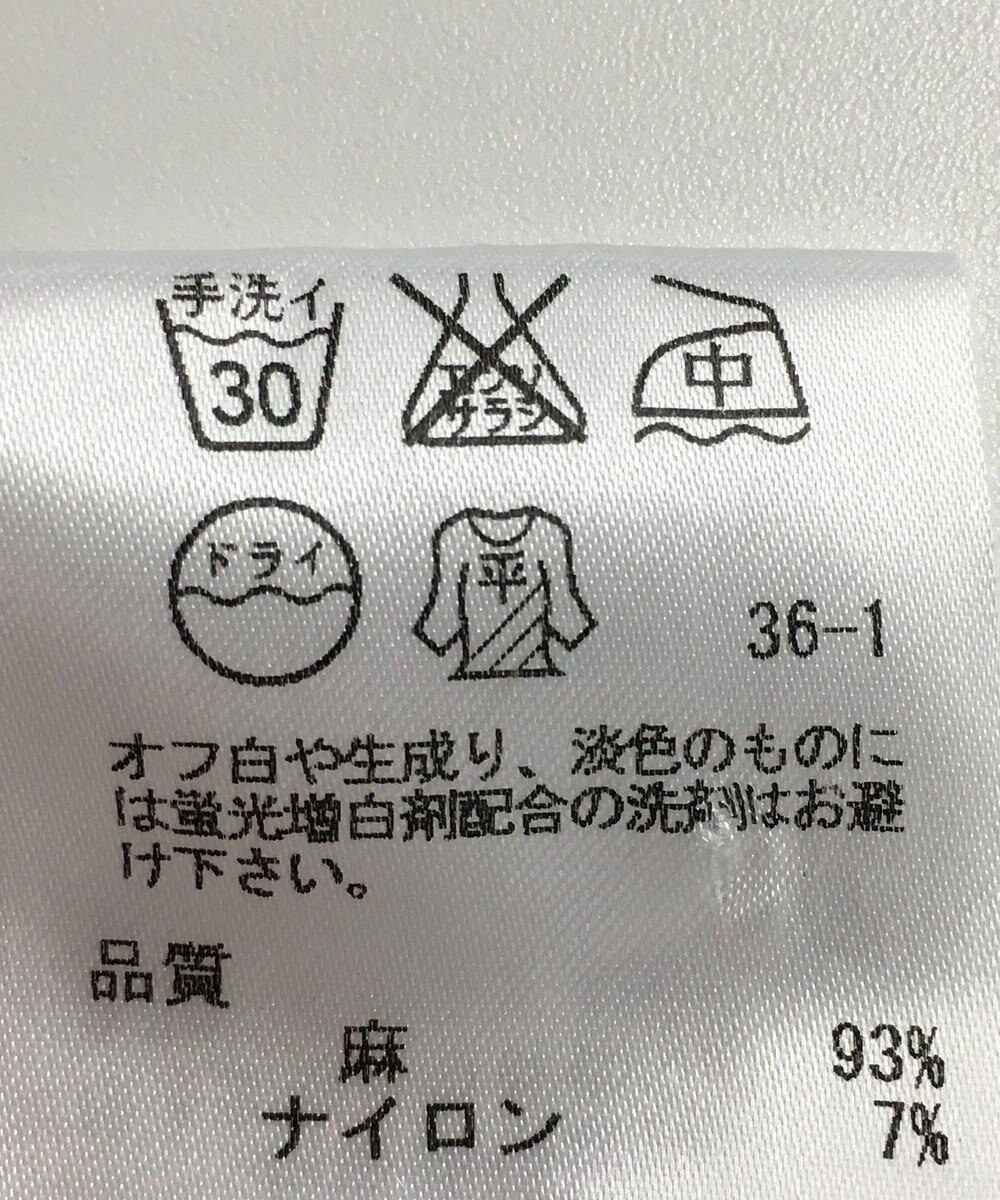 手洗イ
30
エンソ
サラシ
中
ドライ
平
36-1
オフ白や生成り、淡色のものに
は蛍光増白剤配合の洗剤はお避
け下さい。
品質
麻 93%
ナイロン 7%